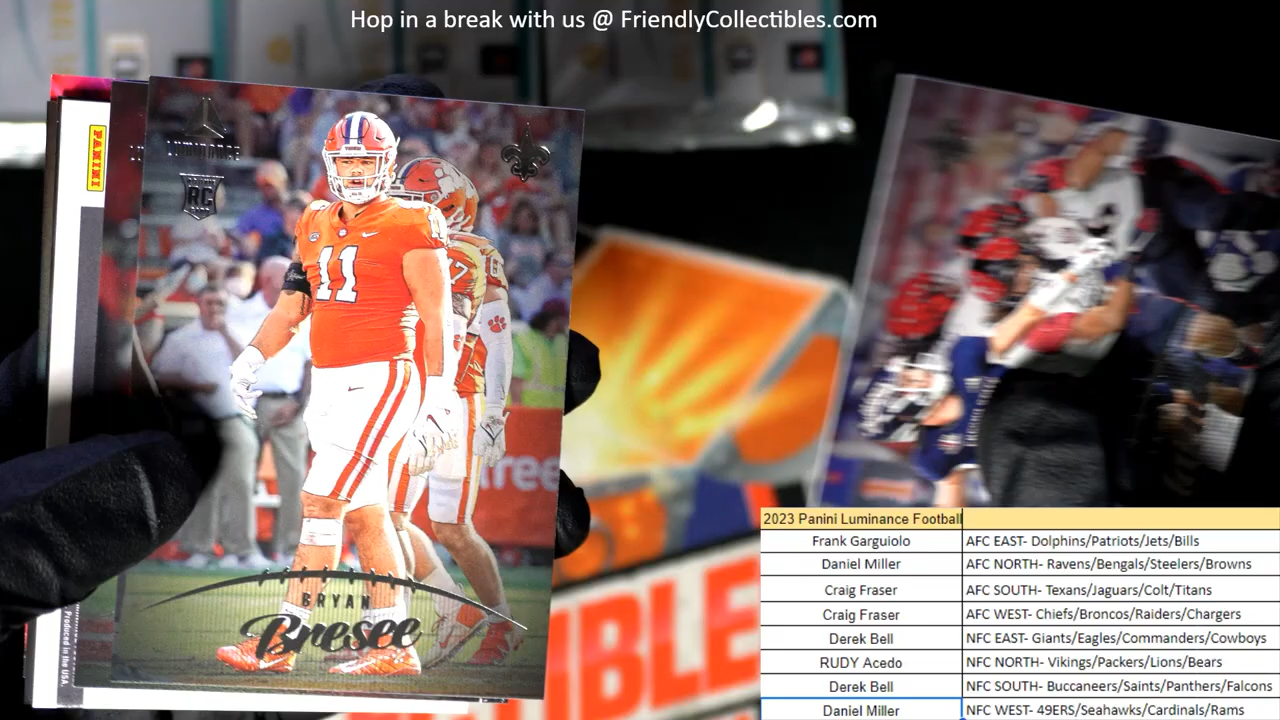 Hop in a break with us @ FriendlyCollectibles.com
PANINI
LUMINANCE
RC
11
17
free
BRYAN
Bresee
Produced in the USA
IBLE
2023 Panini Luminance Football
Frank Garguiolo AFC EAST- Dolphins/Patriots/Jets/Bills
Daniel Miller AFC NORTH- Ravens/Bengals/Steelers/Browns
Craig Fraser AFC SOUTH- Texans/Jaguars/Colt/Titans
Craig Fraser AFC WEST- Chiefs/Broncos/Raiders/Chargers
Derek Bell NFC EAST- Giants/Eagles/Commanders/Cowboys
RUDY Acedo NFC NORTH- Vikings/Packers/Lions/Bears
Derek Bell NFC SOUTH- Buccaneers/Saints/Panthers/Falcons
Daniel Miller NFC WEST- 49ERS/Seahawks/Cardinals/Rams